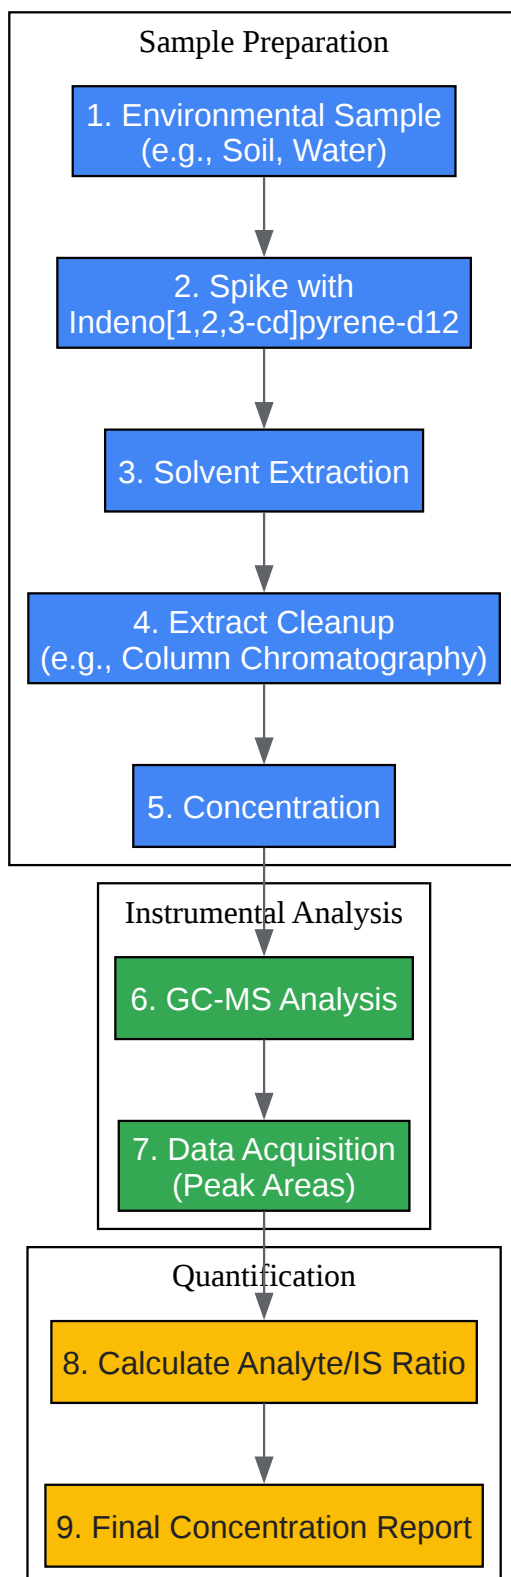 Sample Preparation
1. Environmental Sample
(e.g., Soil, Water)
2. Spike with
Indeno[1,2,3-cd]pyrene-d12
3. Solvent Extraction
4. Extract Cleanup
(e.g., Column Chromatography)
5. Concentration
Instrumental Analysis
6. GC-MS Analysis
7. Data Acquisition
(Peak Areas)
Quantification
8. Calculate Analyte/IS Ratio
9. Final Concentration Report